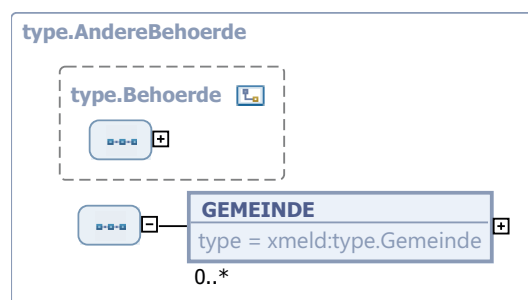 type.AndereBehoerde
type.Behoerde
GEMEINDE
type = xmeld:type.Gemeinde
0..*